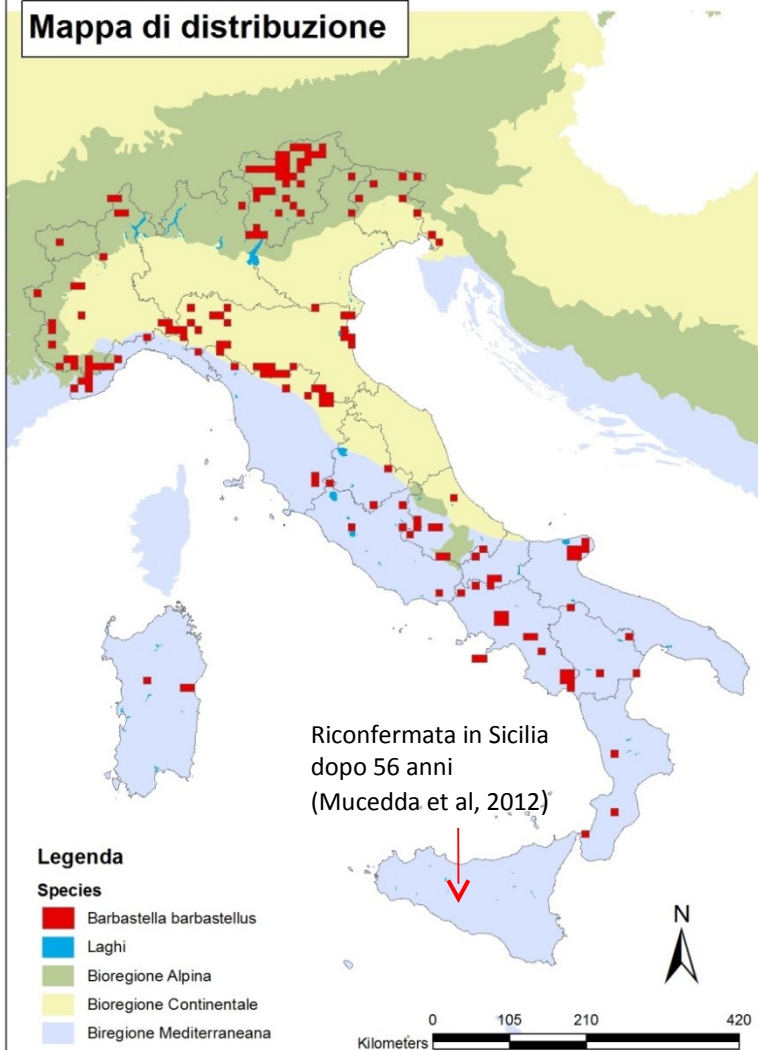 Mappa di distribuzione
Riconfermata in Sicilia
dopo 56 anni
(Mucedda et al, 2012)
Legenda
Species
Barbastella barbastellus
Laghi
Bioregione Alpina
Bioregione Continentale
Biregione Mediterraneana
N
0 105 210 420
Kilometers